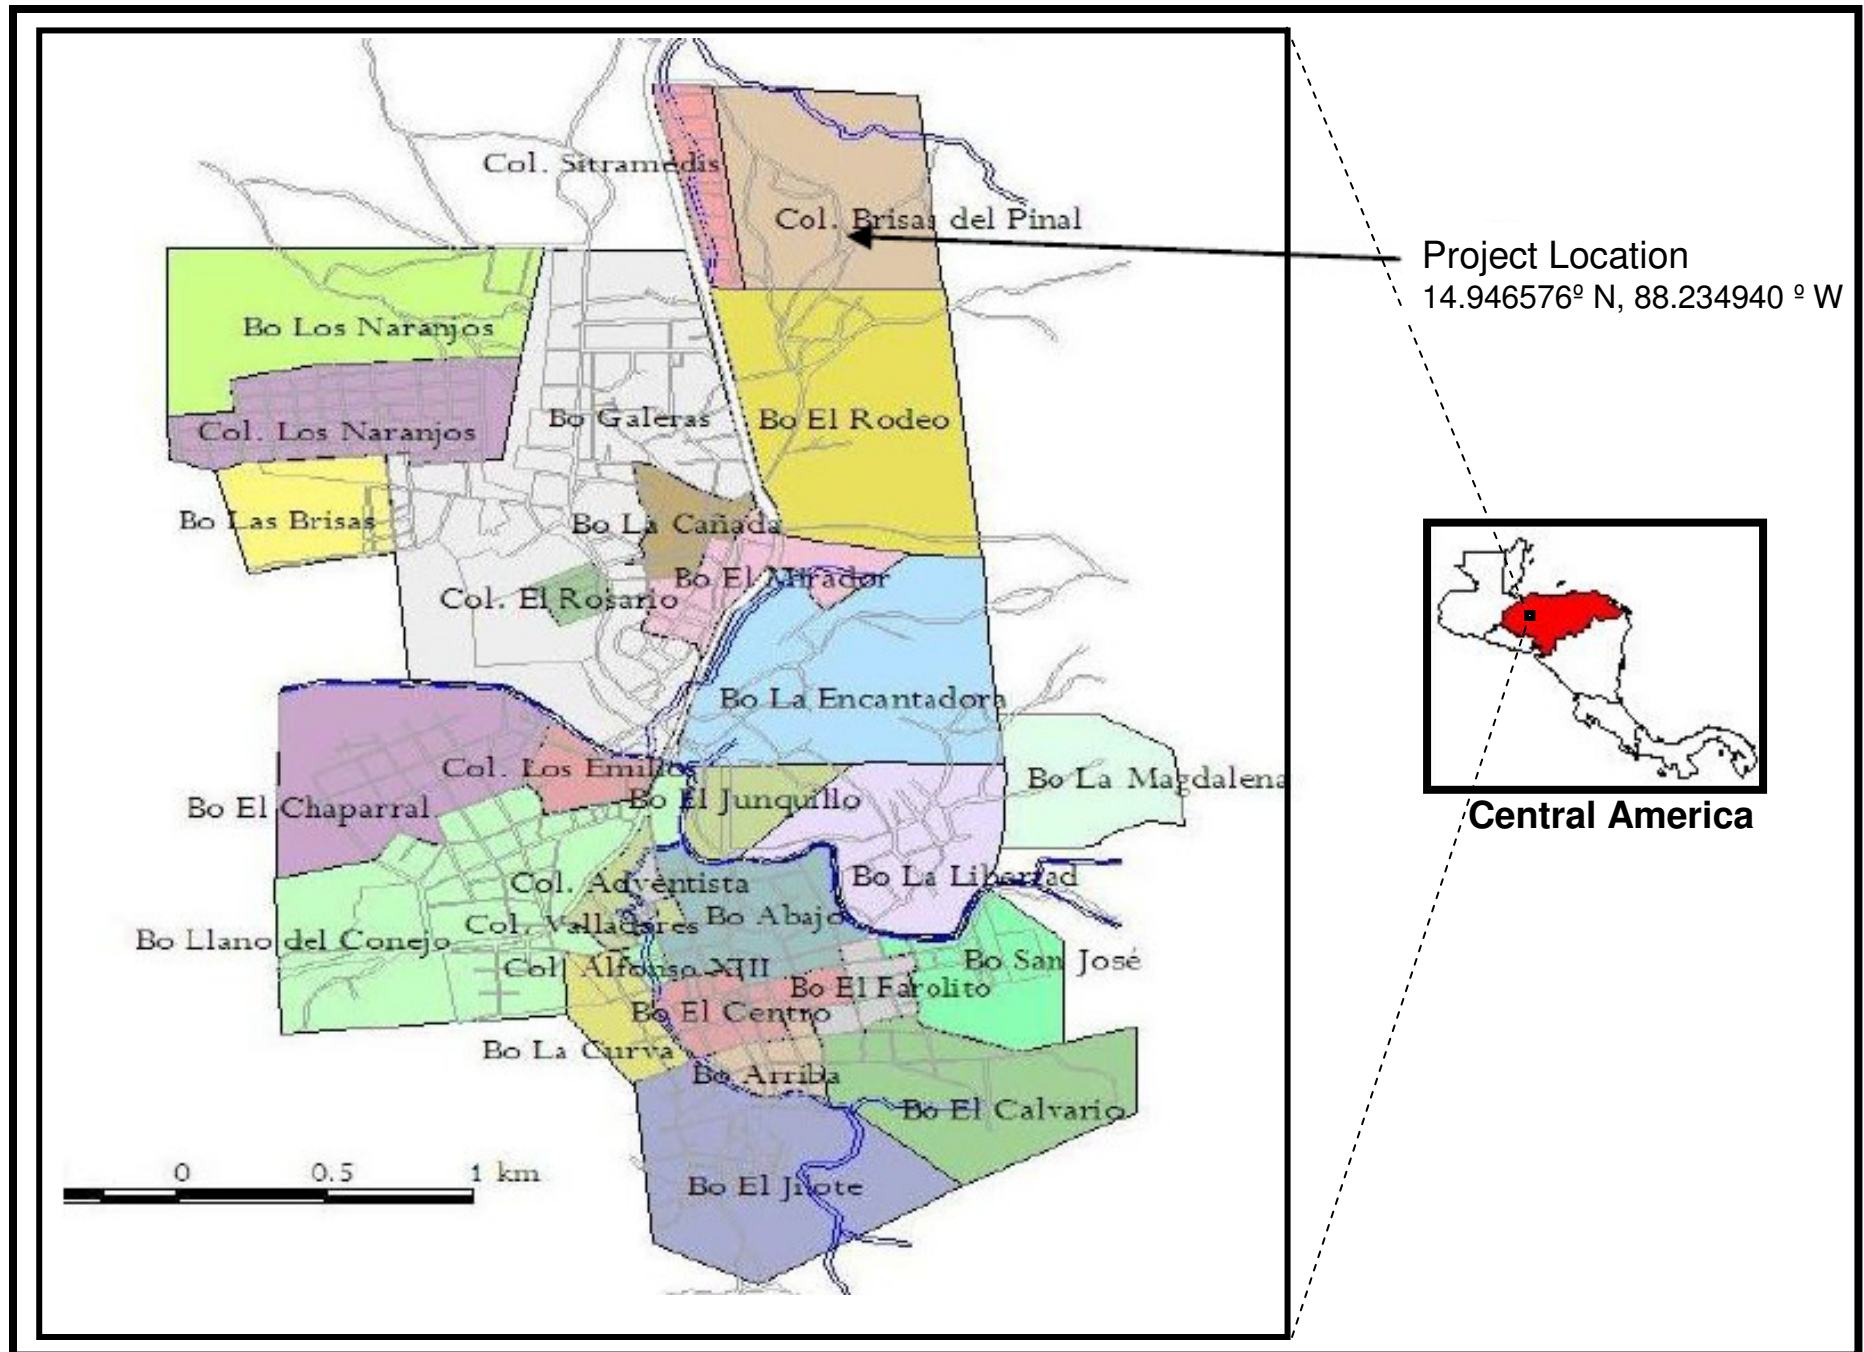 Col. Sitramedis
Col. Brisas del Pinal
Project Location
14.946576º N, 88.234940 º W
Bo Los Naranjos
Bo Galeras
Bo El Rodeo
Col. Los Naranjos
Bo Las Brisas
Bo La Cañada
Bo El Mirador
Col. El Rosario
Bo La Encantadora
Col. Los Emilios
Bo La Magdalena
Bo El Chaparral
Bo El Junquillo
Central America
Bo La Libertad
Col. Adventista
Bo Abajo
Col. Valladares
Bo Llano del Conejo
Bo San José
Col. Alfonso XIII
Bo El Farolito
Bo El Centro
Bo La Curva
Bo Arriba
Bo El Calvario
0 0.5 1 km
Bo El Jilote